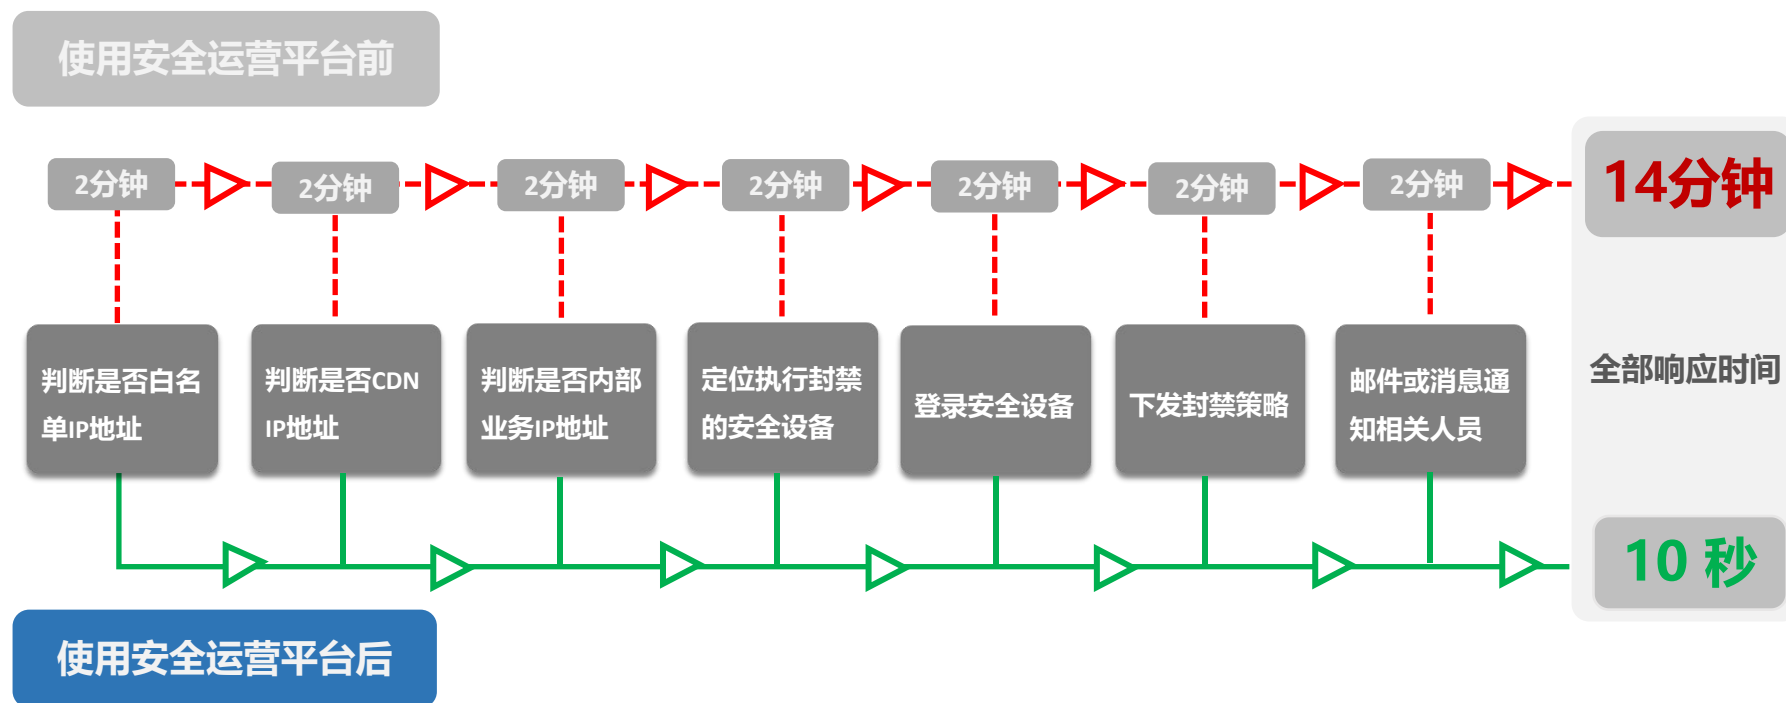 使用安全运营平台前
2分钟
2分钟
2分钟
2分钟
2分钟
2分钟
2分钟
14分钟
判断是否白名
单IP地址
判断是否CDN
IP地址
判断是否内部
业务IP地址
定位执行封禁
的安全设备
登录安全设备
下发封禁策略
邮件或消息通
知相关人员
全部响应时间
10 秒
使用安全运营平台后